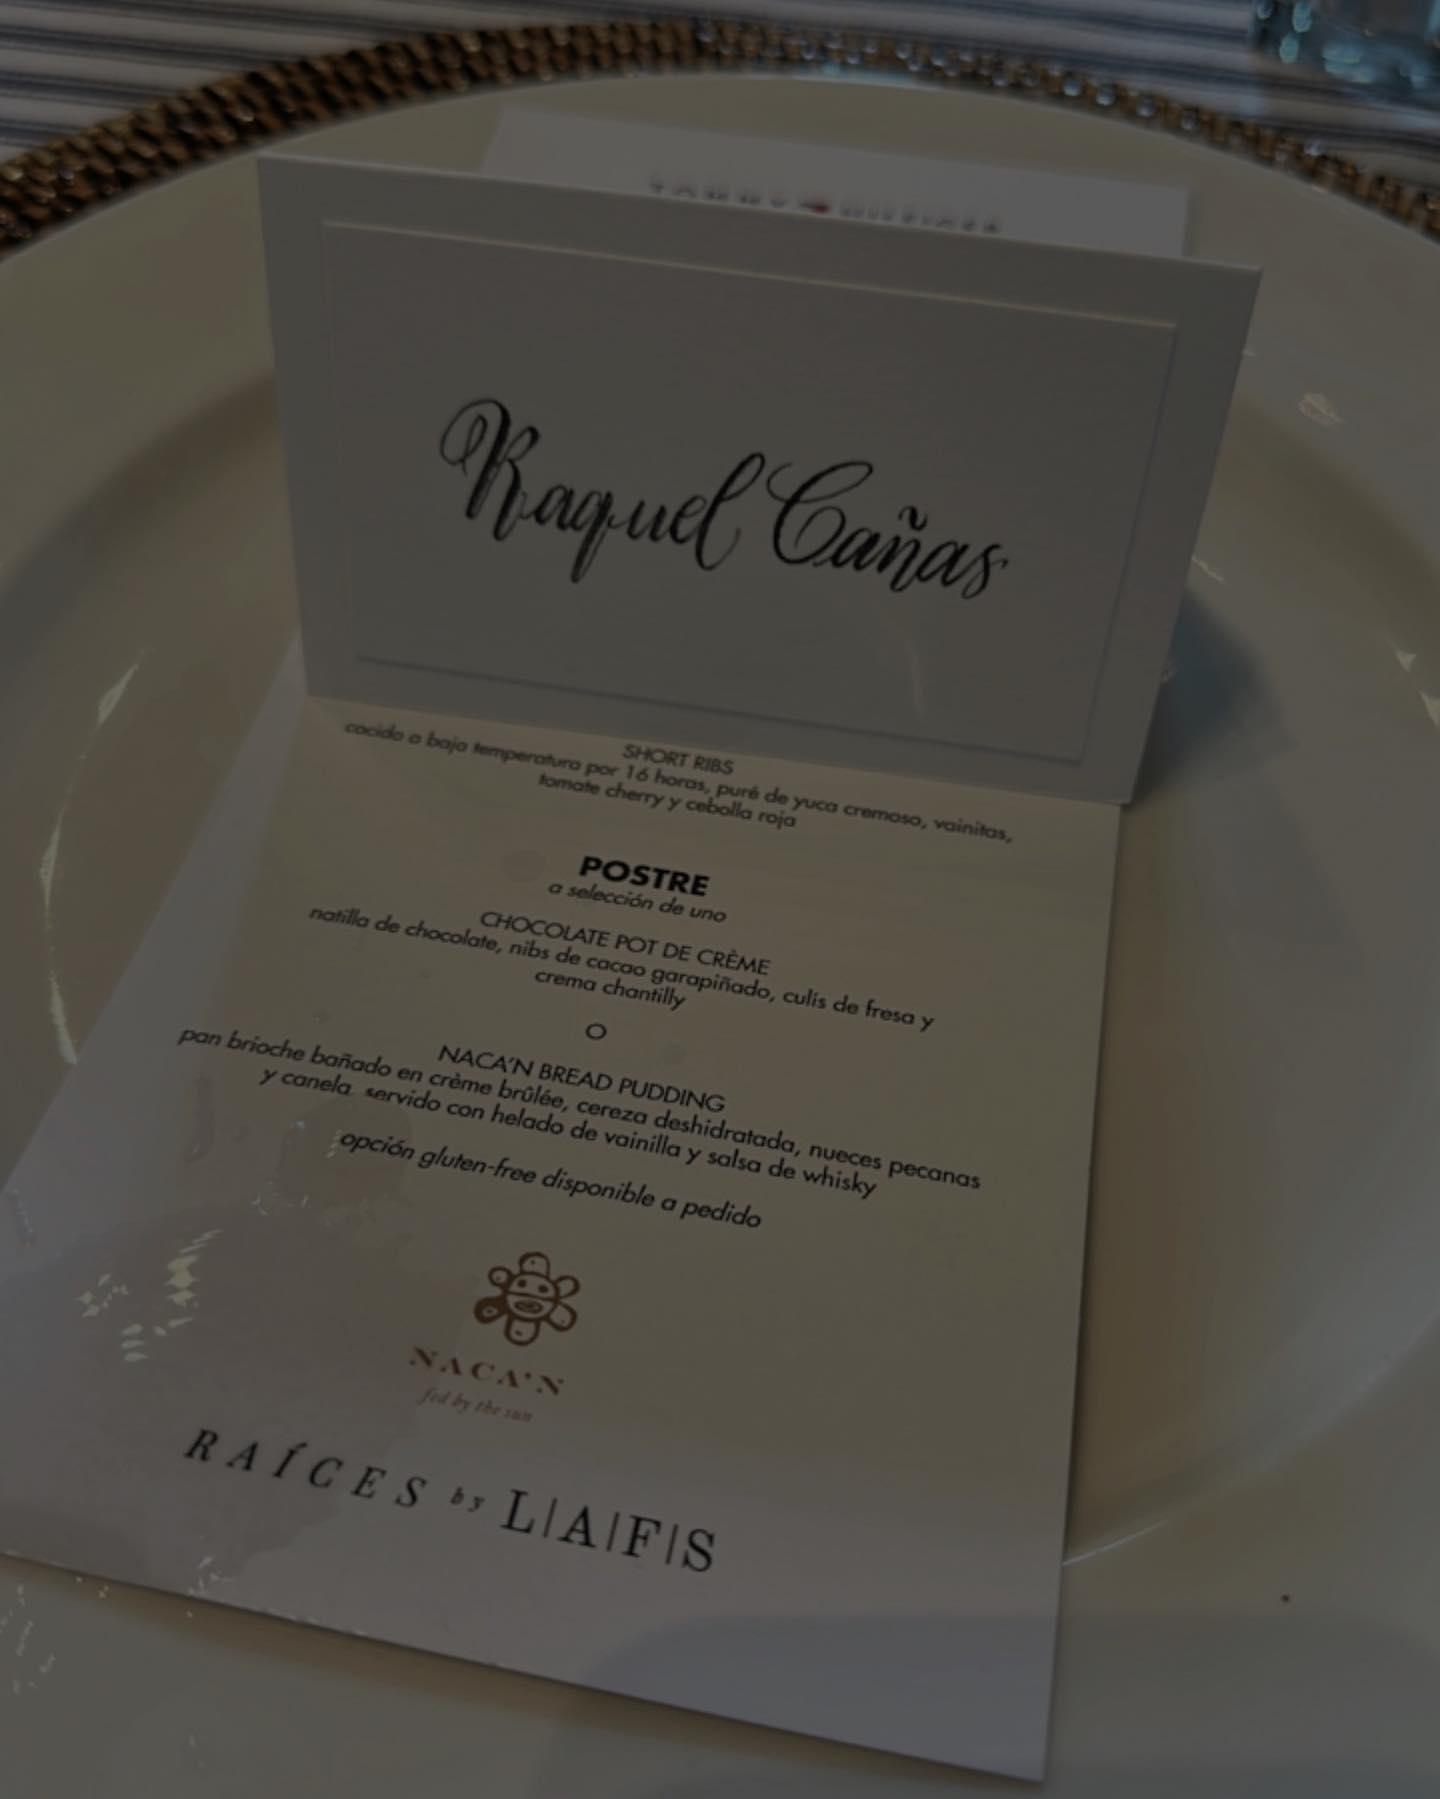 TOMMY HILFIGER
Raquel Cañas
SHORT RIBS
cocido a baja temperatura por 16 horas, puré de yuca cremoso, vainitas,
tomate cherry y cebolla roja
POSTRE
a selección de uno
CHOCOLATE POT DE CRÈME
natilla de chocolate, nibs de cacao garapiñado, culís de fresa y
crema chantilly
O
NACA'N BREAD PUDDING
pan brioche bañado en crème brûlée, cereza deshidratada, nueces pecanas
y canela, servido con helado de vainilla y salsa de whisky
opción gluten-free disponible a pedido
NACA'N
fed by the sun
RAÍCES by L|A|F|S